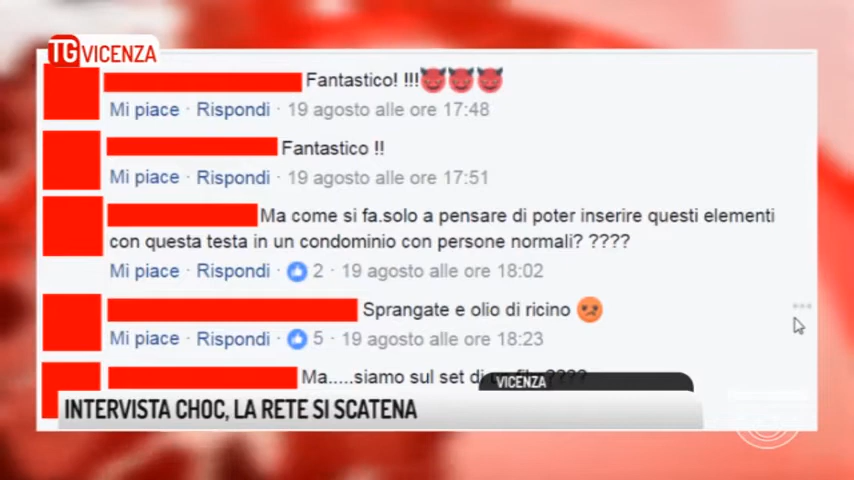 TG VICENZA
Fantastico! !!!
Mi piace · Rispondi · 19 agosto alle ore 17:48
Fantastico !!
Mi piace · Rispondi · 19 agosto alle ore 17:51
Ma come si fa.solo a pensare di poter inserire questi elementi
con questa testa in un condominio con persone normali? ????
Mi piace · Rispondi · 2 · 19 agosto alle ore 18:02
Sprangate e olio di ricino
Mi piace · Rispondi · 5 · 19 agosto alle ore 18:23
Ma.....siamo sul set di ????
VICENZA
INTERVISTA CHOC, LA RETE SI SCATENA